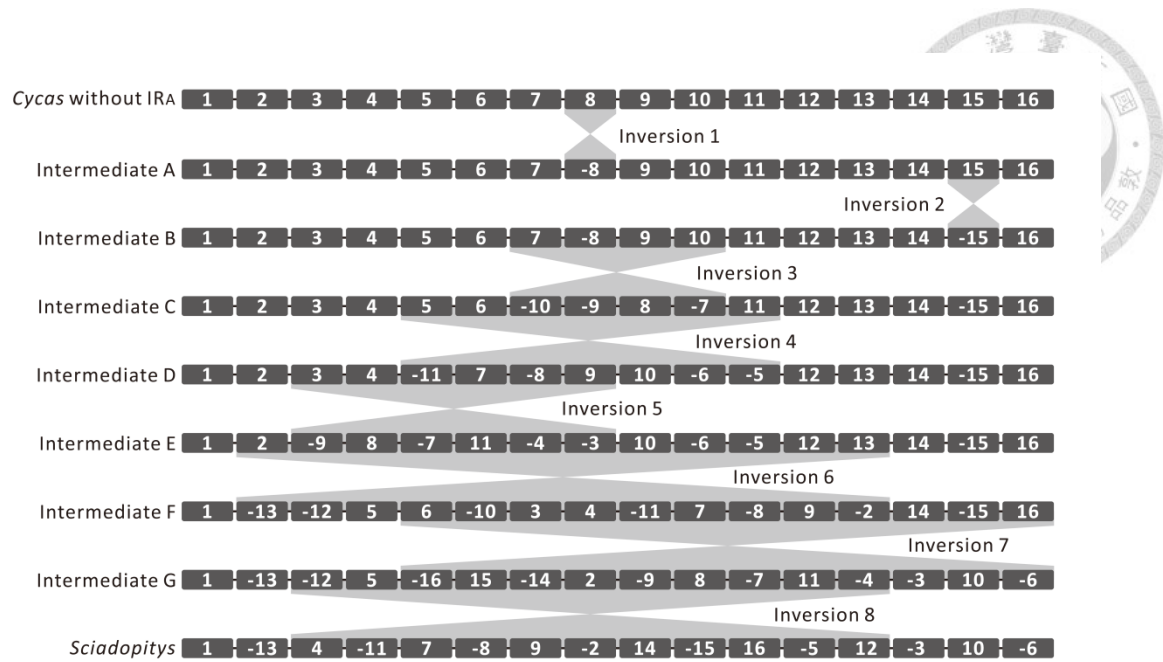 Cycas without IRA 1 2 3 4 5 6 7 8 9 10 11 12 13 14 15 16
Inversion 1
Intermediate A 1 2 3 4 5 6 7 -8 9 10 11 12 13 14 15 16
Inversion 2
Intermediate B 1 2 3 4 5 6 7 -8 9 10 11 12 13 14 -15 16
Inversion 3
Intermediate C 1 2 3 4 5 6 -10 -9 8 -7 11 12 13 14 -15 16
Inversion 4
Intermediate D 1 2 3 4 -11 7 -8 9 10 -6 -5 12 13 14 -15 16
Inversion 5
Intermediate E 1 2 -9 8 -7 11 -4 -3 10 -6 -5 12 13 14 -15 16
Inversion 6
Intermediate F 1 -13 -12 5 6 -10 3 4 -11 7 -8 9 -2 14 -15 16
Inversion 7
Intermediate G 1 -13 -12 5 -16 15 -14 2 -9 8 -7 11 -4 -3 10 -6
Inversion 8
Sciadopitys 1 -13 4 -11 7 -8 9 -2 14 -15 16 -5 12 -3 10 -6
灣臺
國
品敦